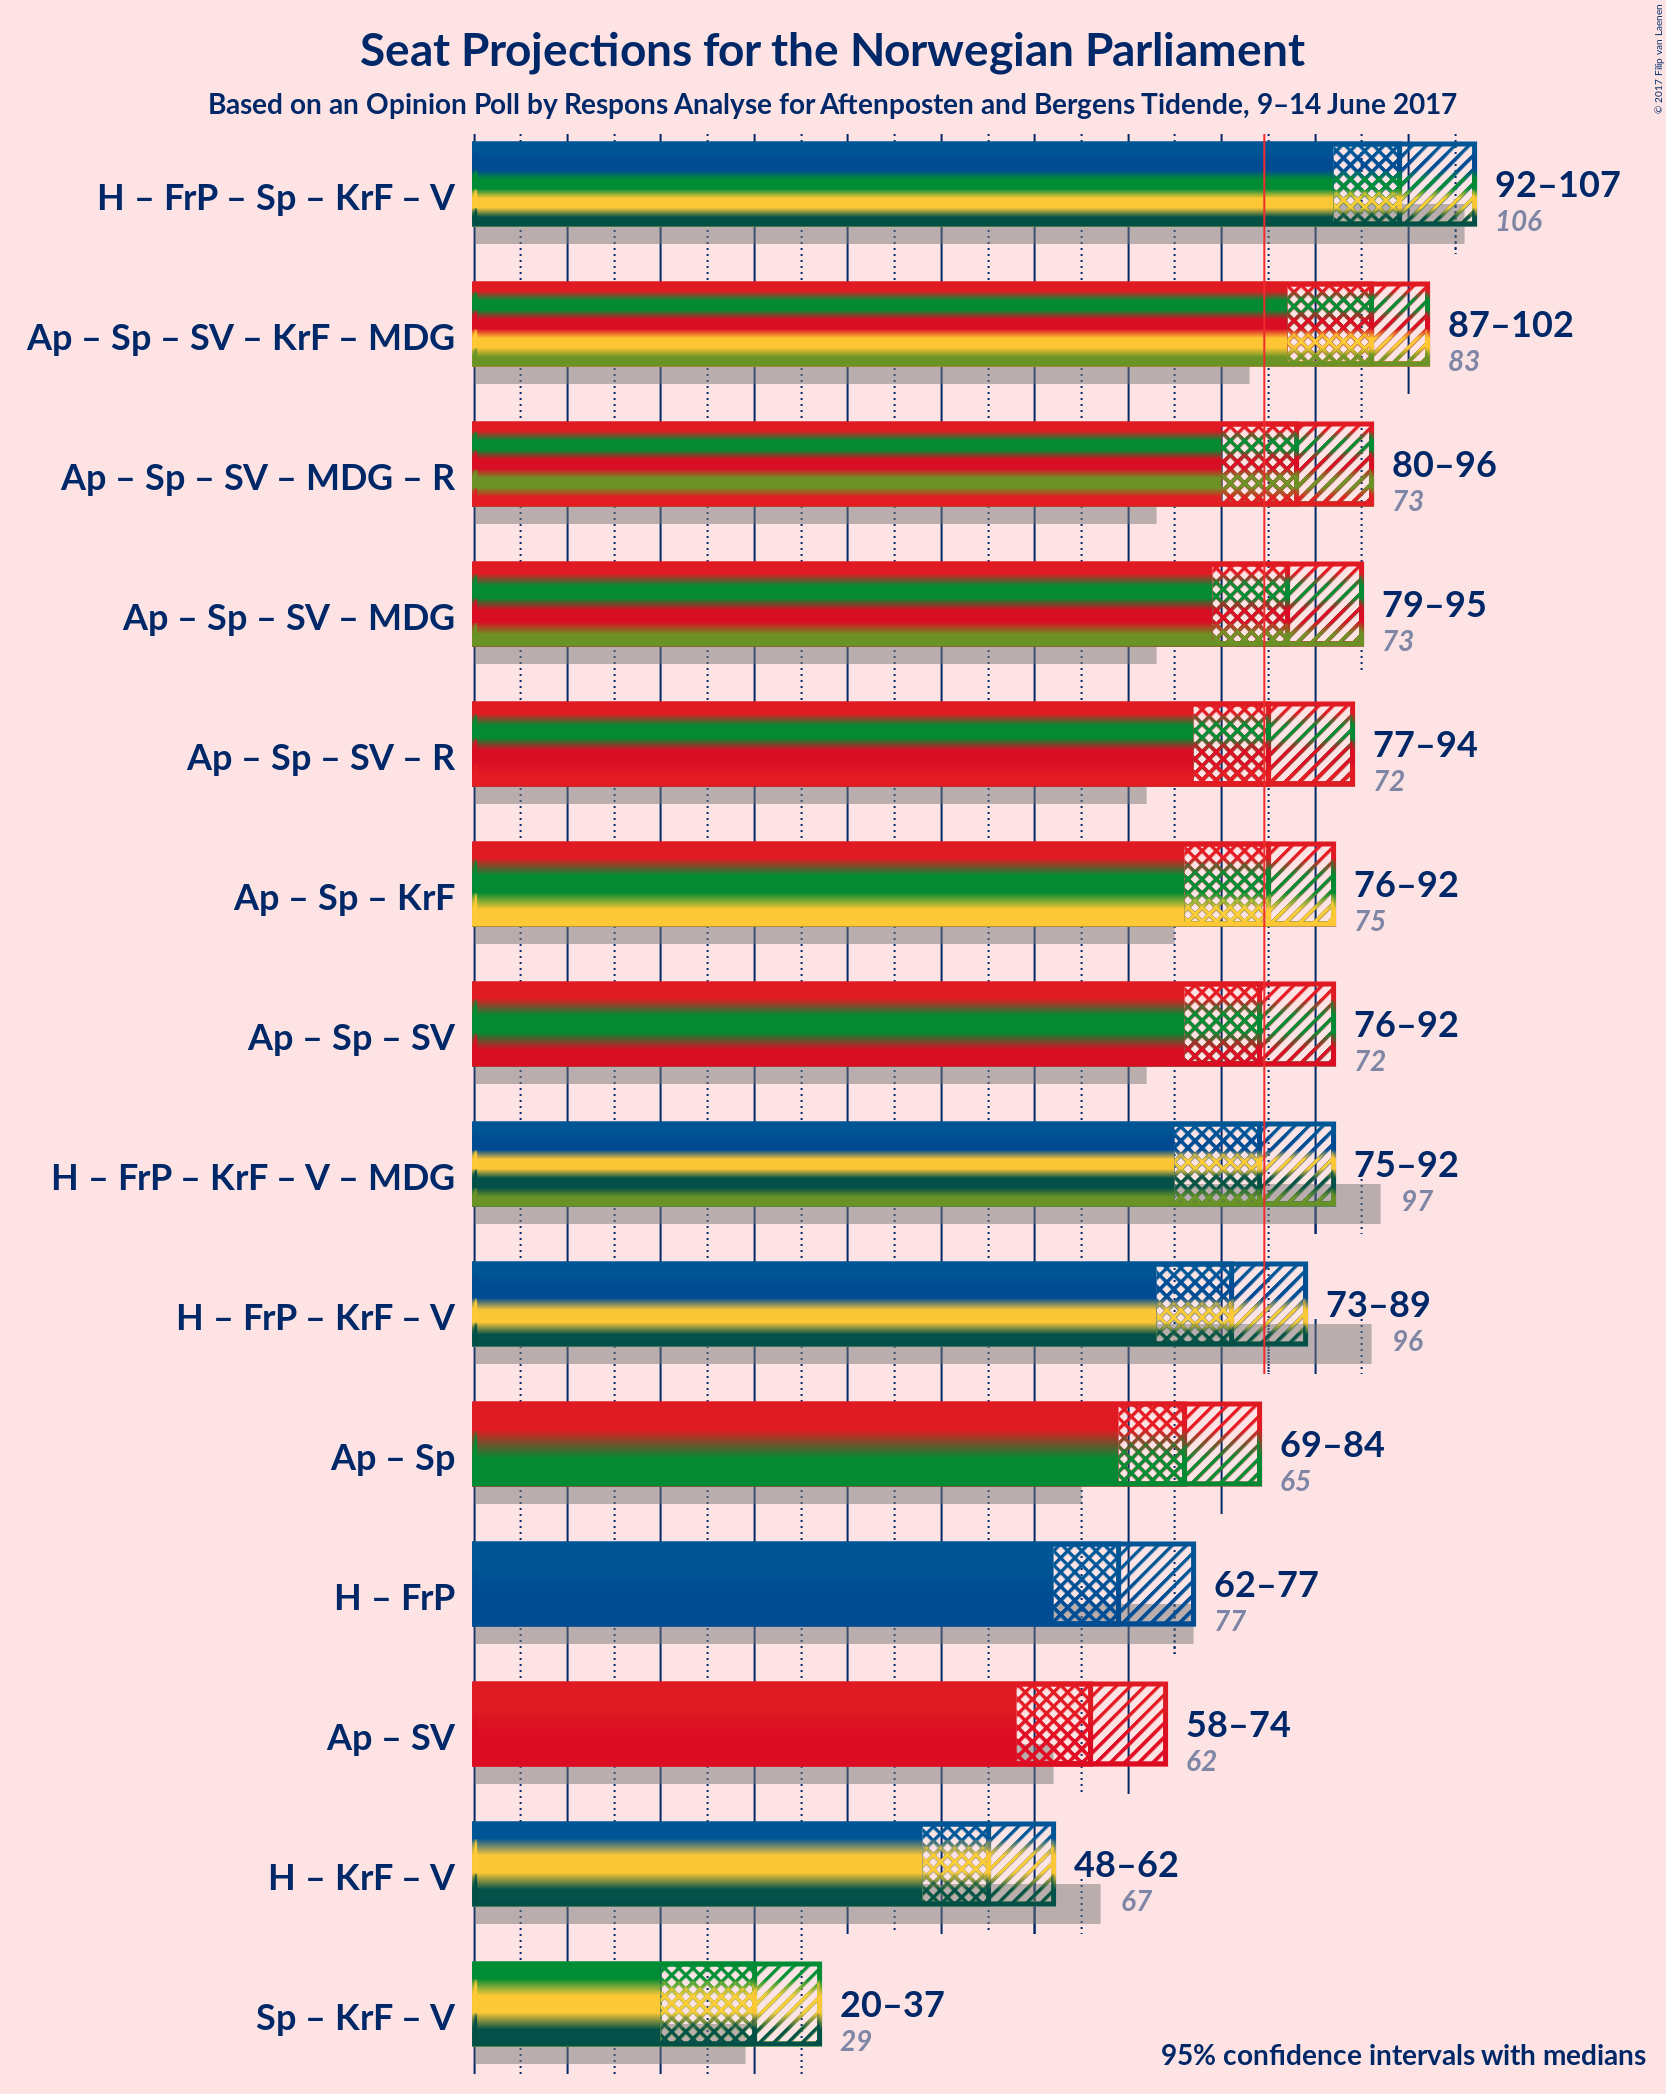 Seat Projections for the Norwegian Parliament
Based on an Opinion Poll by Respons Analyse for Aftenposten and Bergens Tidende, 9–14 June 2017
© 2017 Filip van Laenen
H – FrP – Sp – KrF – V
92–107
106
Ap – Sp – SV – KrF – MDG
87–102
83
Ap – Sp – SV – MDG – R
80–96
73
Ap – Sp – SV – MDG
79–95
73
Ap – Sp – SV – R
77–94
72
Ap – Sp – KrF
76–92
75
Ap – Sp – SV
76–92
72
H – FrP – KrF – V – MDG
75–92
97
H – FrP – KrF – V
73–89
96
Ap – Sp
69–84
65
H – FrP
62–77
77
Ap – SV
58–74
62
H – KrF – V
48–62
67
Sp – KrF – V
20–37
29
95% confidence intervals with medians